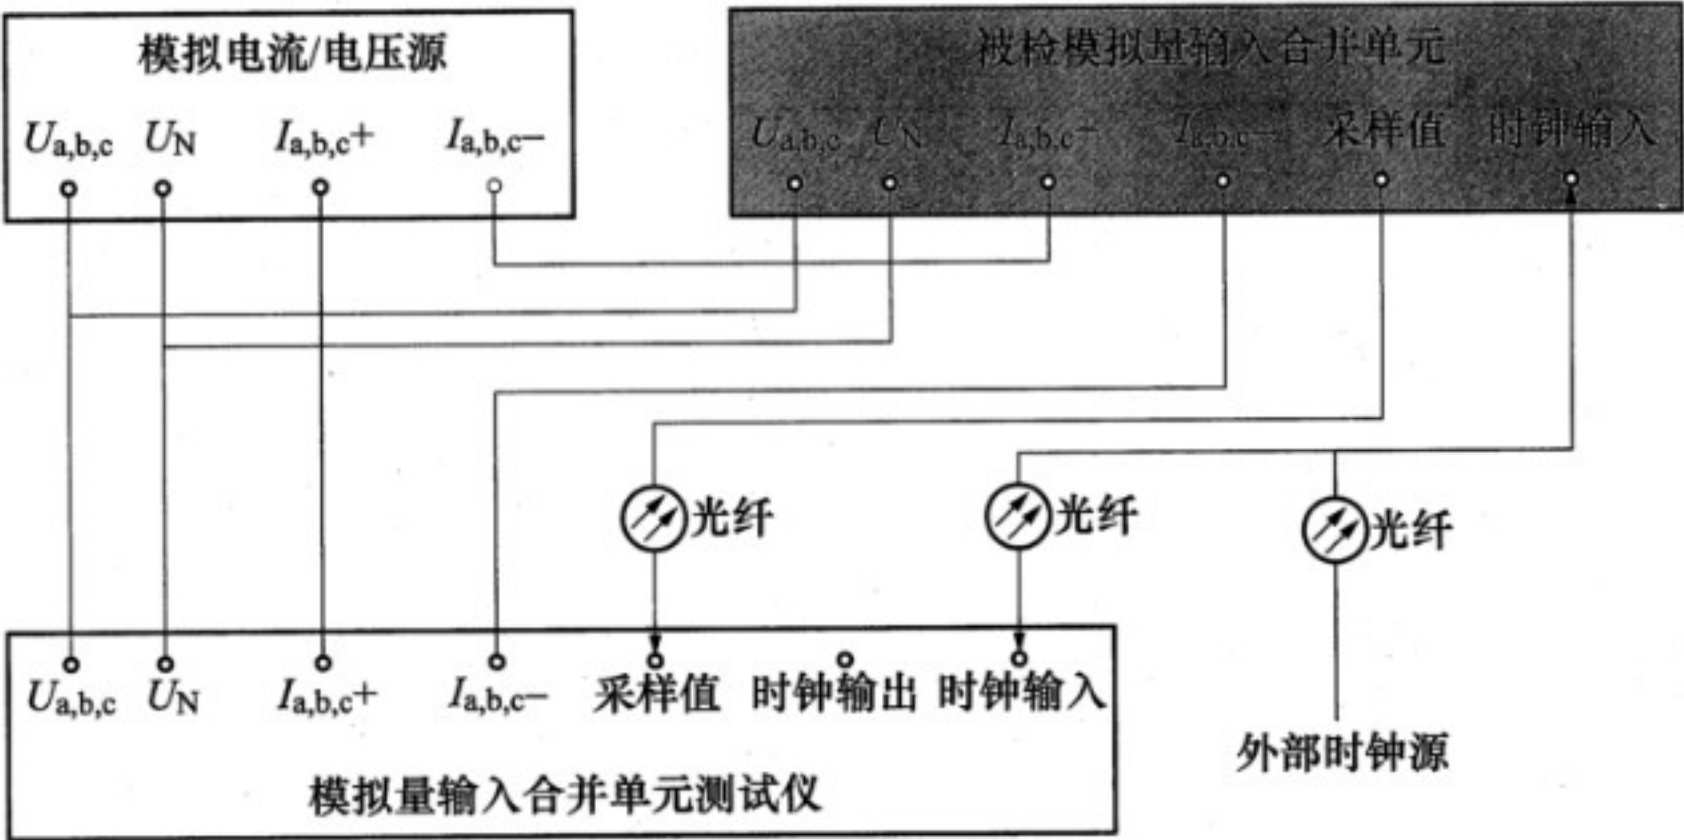 模拟电流/电压源
Ua,b,c UN Ia,b,c+ Ia,b,c−
被检模拟量输入合并单元
Ua,b,c UN Ia,b,c+ Ia,b,c− 采样值 时钟输入
光纤 光纤 光纤
Ua,b,c UN Ia,b,c+ Ia,b,c− 采样值 时钟输出 时钟输入
模拟量输入合并单元测试仪
外部时钟源